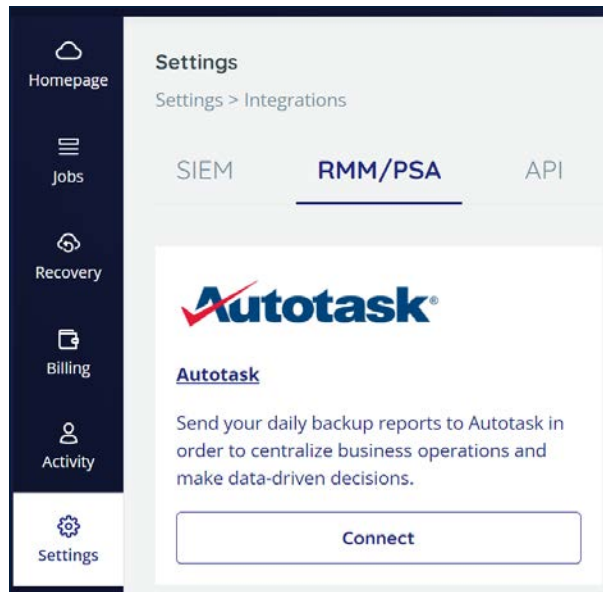 Homepage
Jobs
Recovery
Billing
Activity
Settings
Settings
Settings > Integrations
SIEM RMM/PSA API
Autotask®
Autotask
Send your daily backup reports to Autotask in
order to centralize business operations and
make data-driven decisions.
Connect